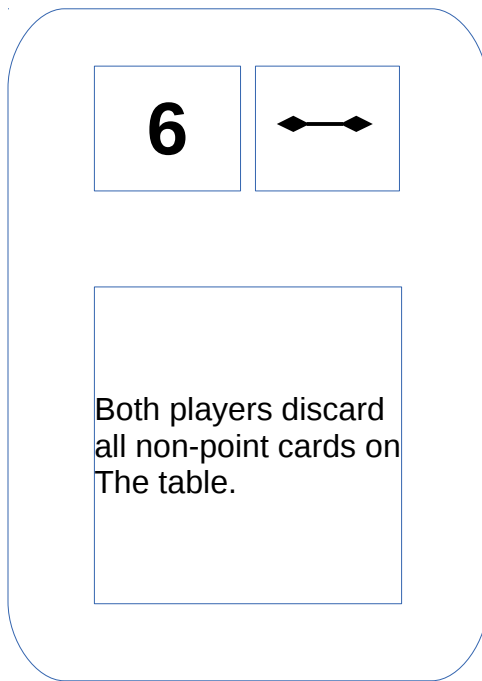 6
Both players discard
all non-point cards on
The table.